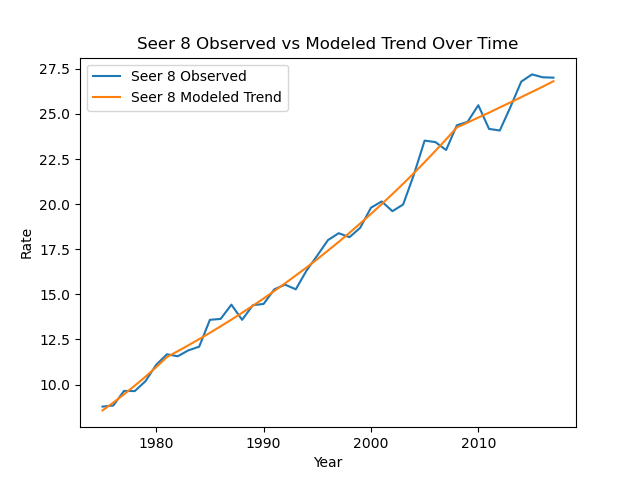 Seer 8 Observed vs Modeled Trend Over Time
Seer 8 Observed
Seer 8 Modeled Trend
27.5
25.0
22.5
20.0
17.5
15.0
12.5
10.0
Rate
1980 1990 2000 2010
Year